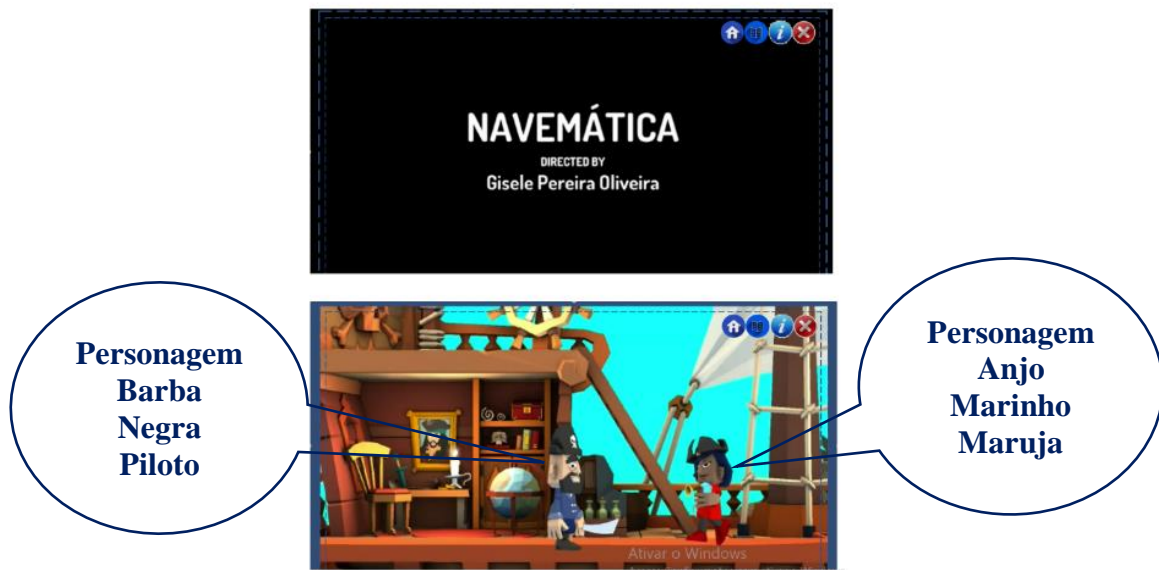 NAVEMÁTICA
DIRECTED BY
Gisele Pereira Oliveira
Personagem
Barba
Negra
Piloto
Personagem
Anjo
Marinho
Maruja
Ativar o Windows